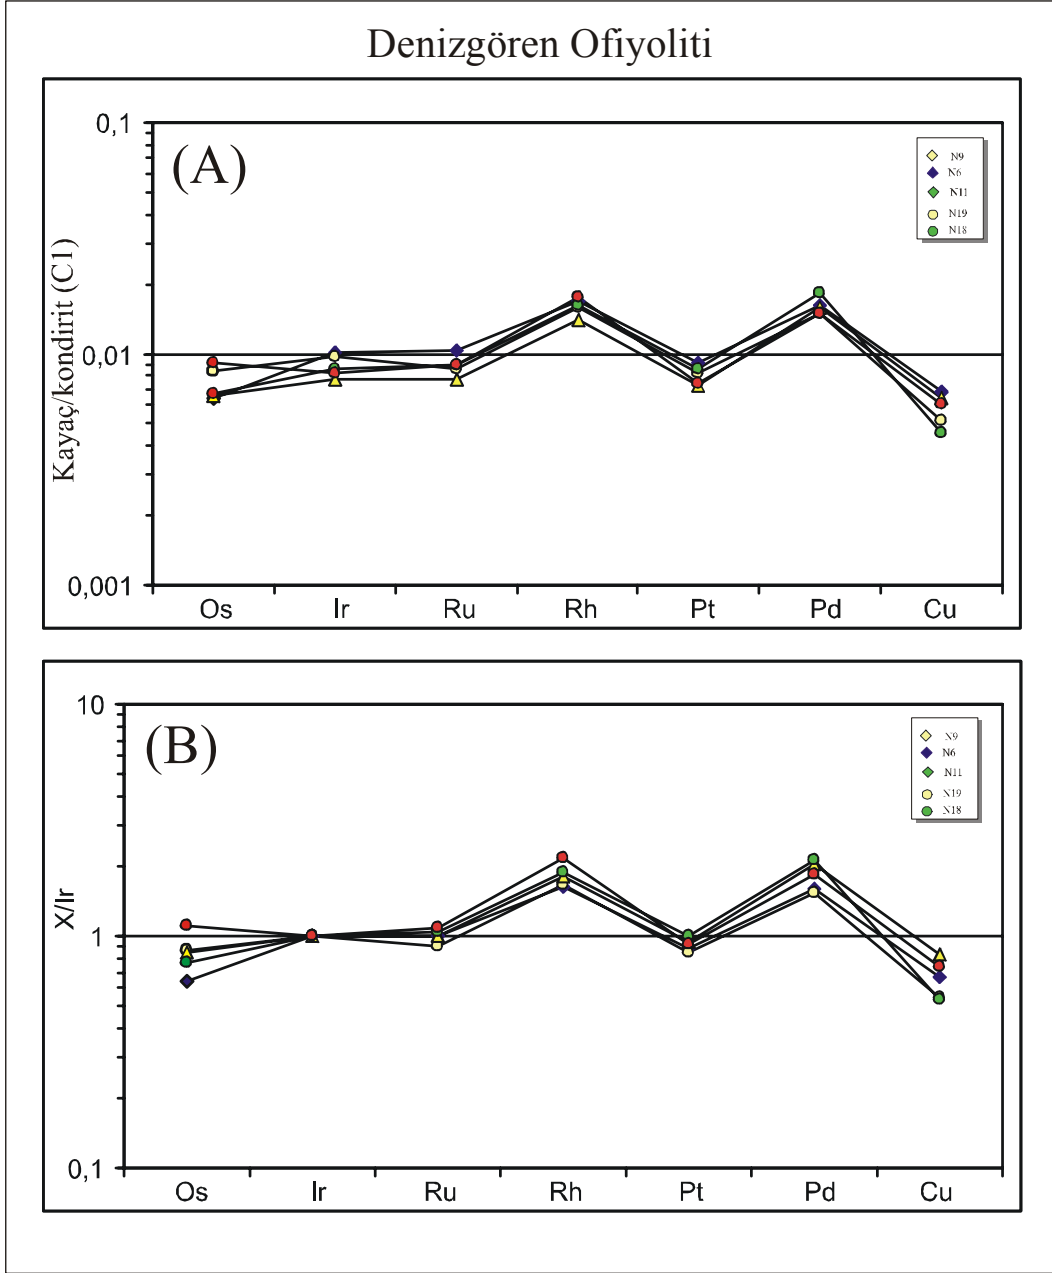 Denizgören Ofiyoliti
(A)
Kayaç/kondirit (C1)
0,1
0,01
0,001
N9
N6
N11
N19
N18
Os Ir Ru Rh Pt Pd Cu
(B)
X/Ir
10
1
0,1
N9
N6
N11
N19
N18
Os Ir Ru Rh Pt Pd Cu